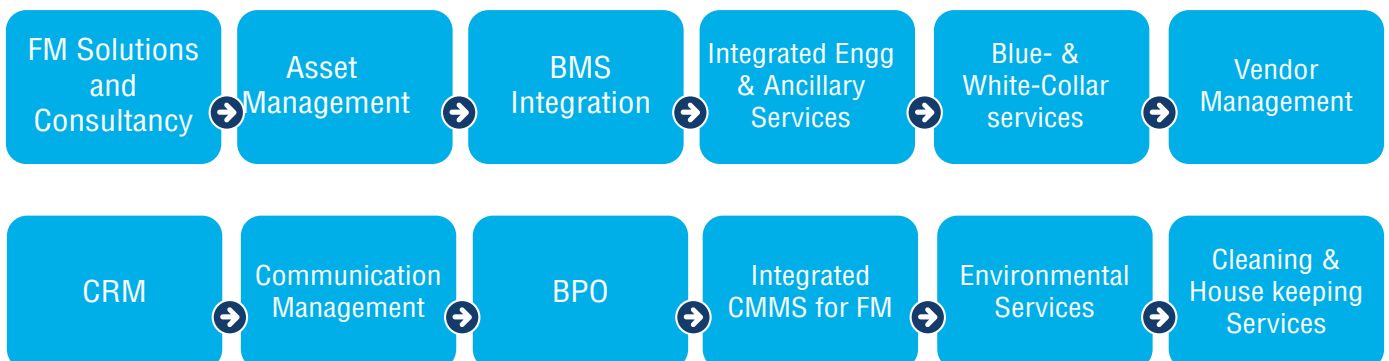 FM Solutions
and
Consultancy
Asset
Management
BMS
Integration
Integrated Engg
& Ancillary
Services
Blue- &
White-Collar
services
Vendor
Management
CRM
Communication
Management
BPO
Integrated
CMMS for FM
Environmental
Services
Cleaning &
House keeping
Services